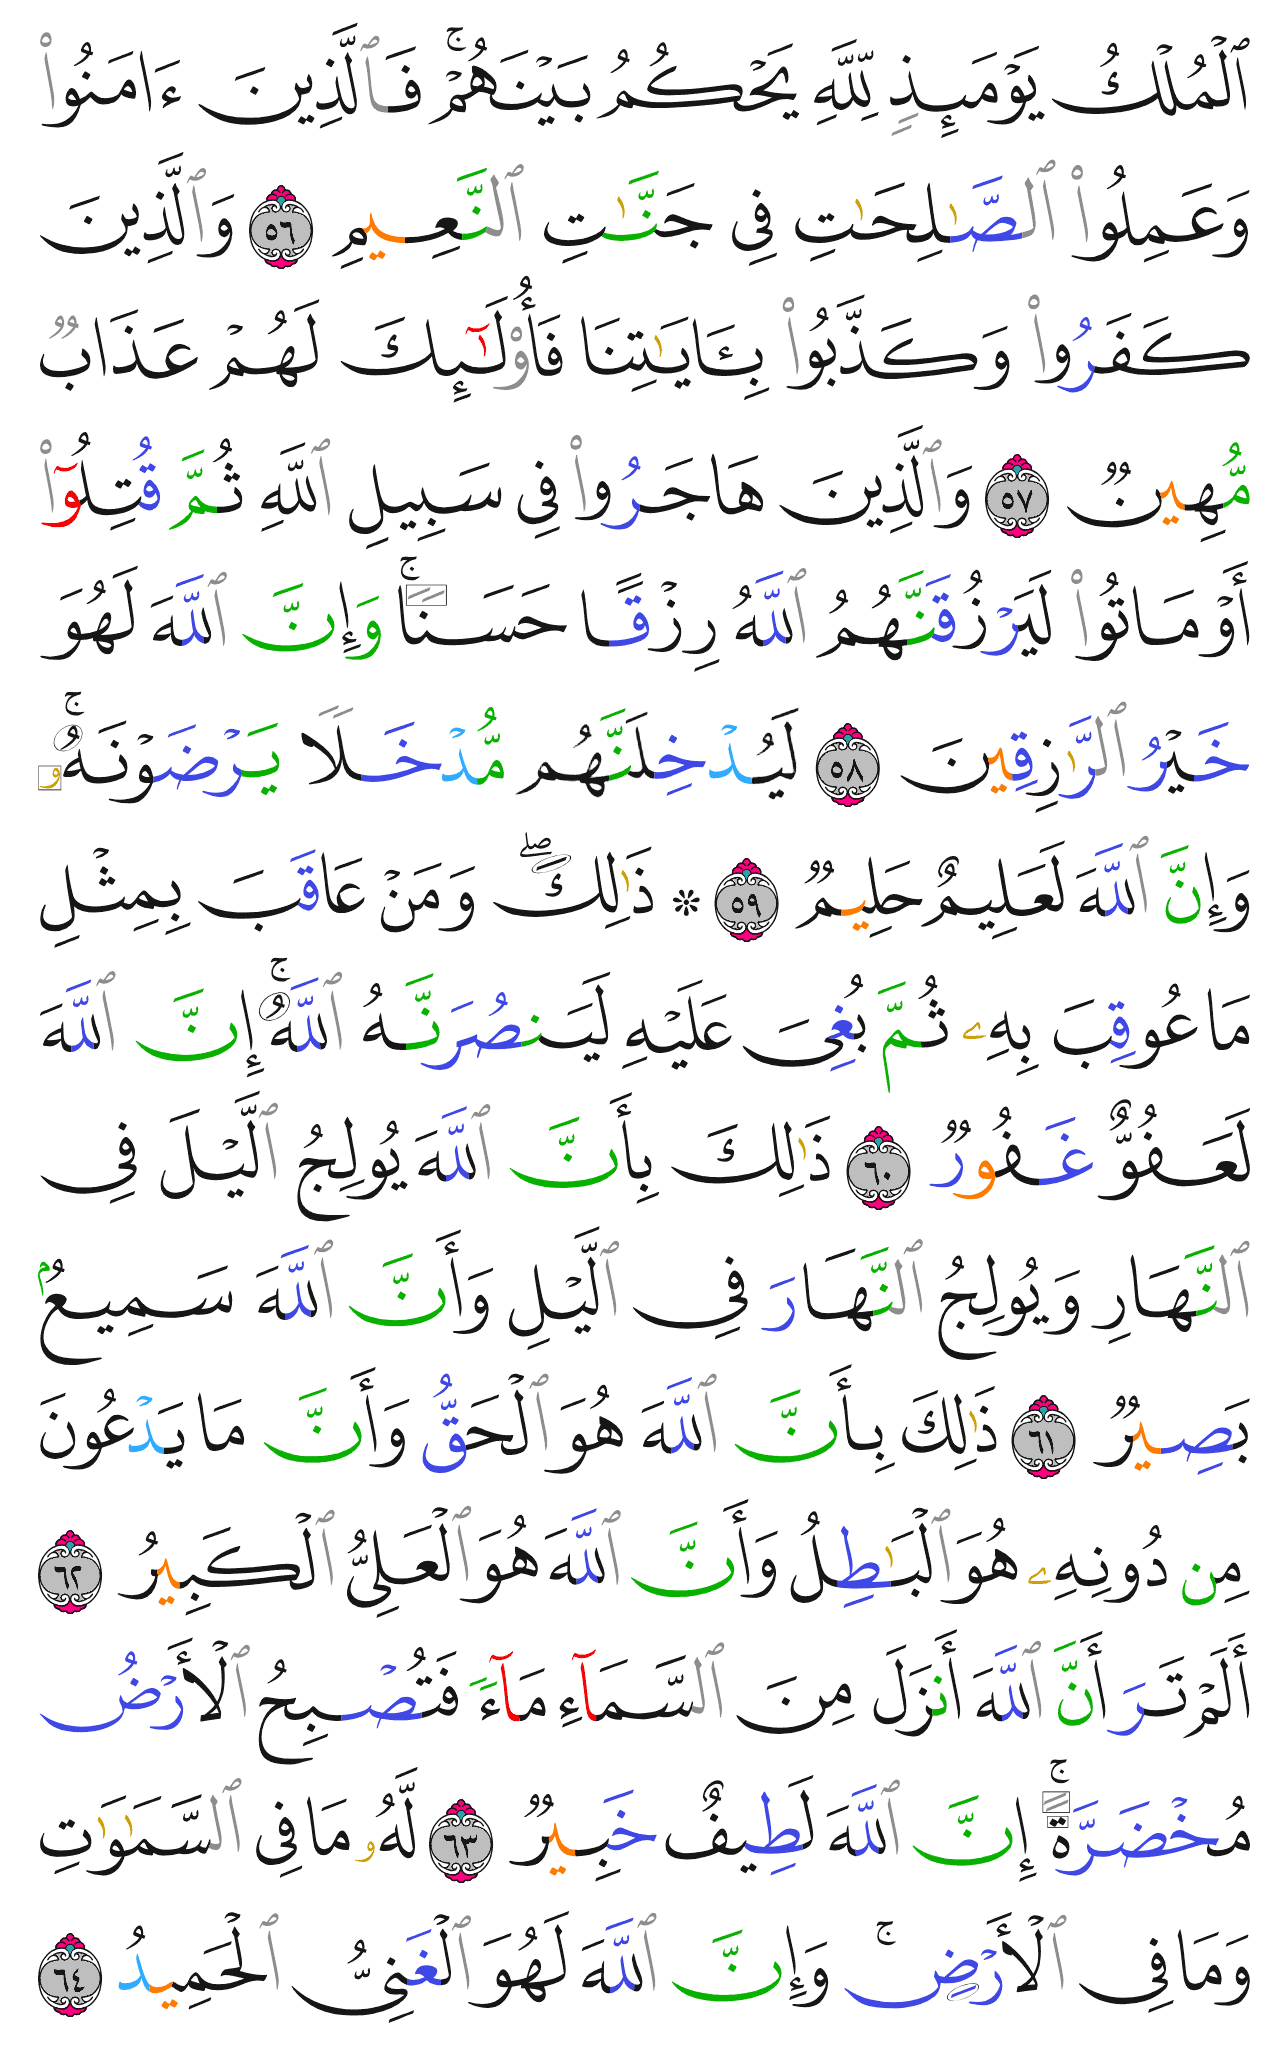 ٱلْمُلْكُ يَوْمَئِذٍ لِّلَّهِ يَحْكُمُ بَيْنَهُمْ ۚ فَٱلَّذِينَ ءَامَنُوا۟
وَعَمِلُوا۟ ٱلصَّـٰلِحَـٰتِ فِى جَنَّـٰتِ ٱلنَّعِيمِ ٥٦ وَٱلَّذِينَ
كَفَرُوا۟ وَكَذَّبُوا۟ بِـَٔايَـٰتِنَا فَأُو۟لَـٰٓئِكَ لَهُمْ عَذَابٌ
مُّهِينٌ ٥٧ وَٱلَّذِينَ هَاجَرُوا۟ فِى سَبِيلِ ٱللَّهِ ثُمَّ قُتِلُوٓا۟
أَوْ مَاتُوا۟ لَيَرْزُقَنَّهُمُ ٱللَّهُ رِزْقًا حَسَنًا ۚ وَإِنَّ ٱللَّهَ لَهُوَ
خَيْرُ ٱلرَّٰزِقِينَ ٥٨ لَيُدْخِلَنَّهُم مُّدْخَلًا يَرْضَوْنَهُۥ ۚ
وَإِنَّ ٱللَّهَ لَعَلِيمٌ حَلِيمٌ ٥٩ ۞ ذَٰلِكَ ۖ وَمَنْ عَاقَبَ بِمِثْلِ
مَا عُوقِبَ بِهِۦ ثُمَّ بُغِىَ عَلَيْهِ لَيَنصُرَنَّهُ ٱللَّهُ ۚ إِنَّ ٱللَّهَ
لَعَفُوٌّ غَفُورٌ ٦٠ ذَٰلِكَ بِأَنَّ ٱللَّهَ يُولِجُ ٱلَّيْلَ فِى
ٱلنَّهَارِ وَيُولِجُ ٱلنَّهَارَ فِى ٱلَّيْلِ وَأَنَّ ٱللَّهَ سَمِيعُۢ
بَصِيرٌ ٦١ ذَٰلِكَ بِأَنَّ ٱللَّهَ هُوَ ٱلْحَقُّ وَأَنَّ مَا يَدْعُونَ
مِن دُونِهِۦ هُوَ ٱلْبَـٰطِلُ وَأَنَّ ٱللَّهَ هُوَ ٱلْعَلِىُّ ٱلْكَبِيرُ ٦٢
أَلَمْ تَرَ أَنَّ ٱللَّهَ أَنزَلَ مِنَ ٱلسَّمَآءِ مَآءً فَتُصْبِحُ ٱلْأَرْضُ
مُخْضَرَّةً ۚ إِنَّ ٱللَّهَ لَطِيفٌ خَبِيرٌ ٦٣ لَّهُۥ مَا فِى ٱلسَّمَـٰوَٰتِ
وَمَا فِى ٱلْأَرْضِ ۚ وَإِنَّ ٱللَّهَ لَهُوَ ٱلْغَنِىُّ ٱلْحَمِيدُ ٦٤